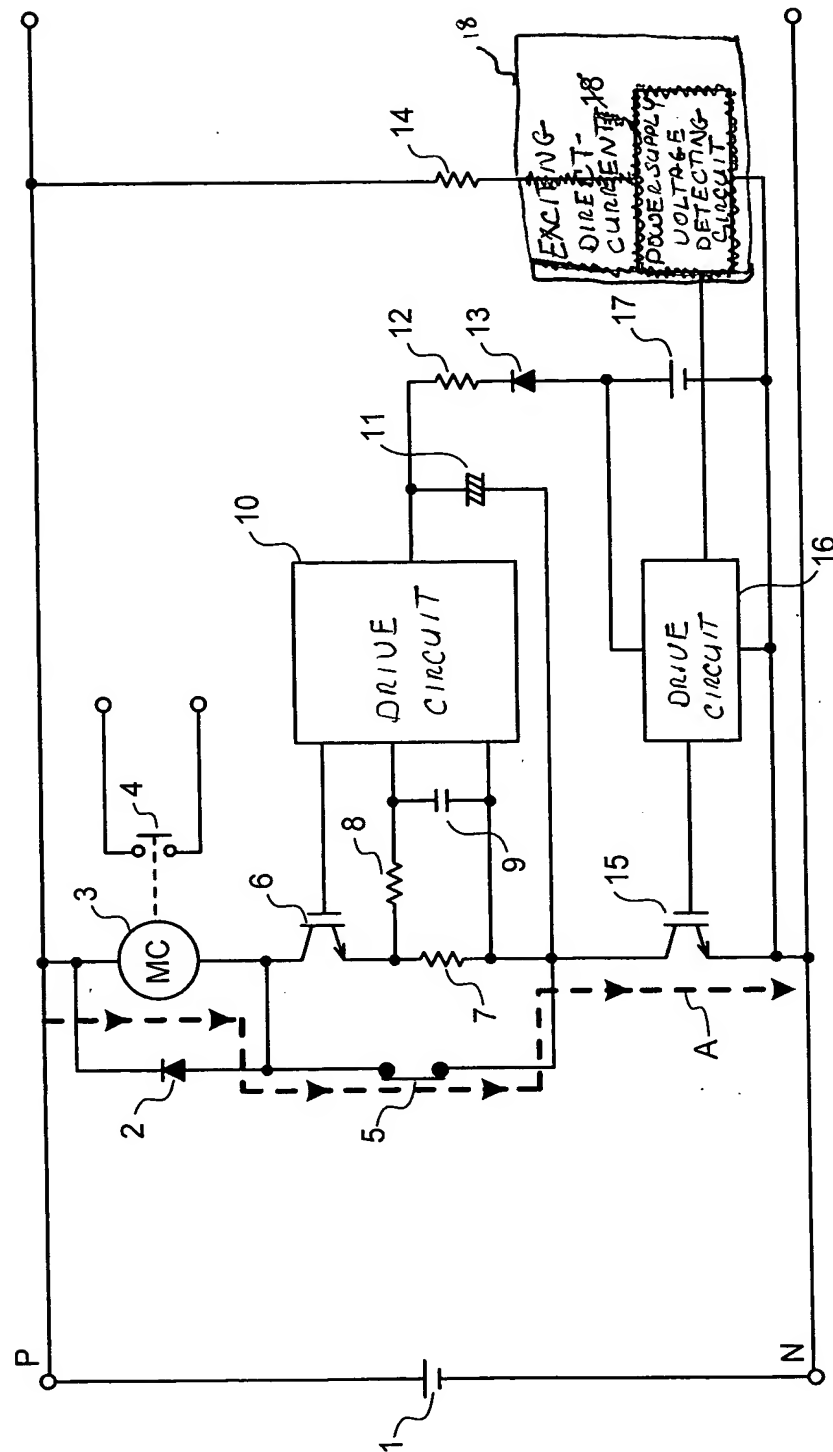 P
1
2
3
MC
4
5
6
7
8
9
10
DRIVE
CIRCUIT
11
12
13
14
15
A
16
DRIVE
CIRCUIT
17
18
EXCITING
DIRECT-
CURRENT
18
POWER SUPPLY
VOLTAGE
DETECTING
CIRCUIT
N